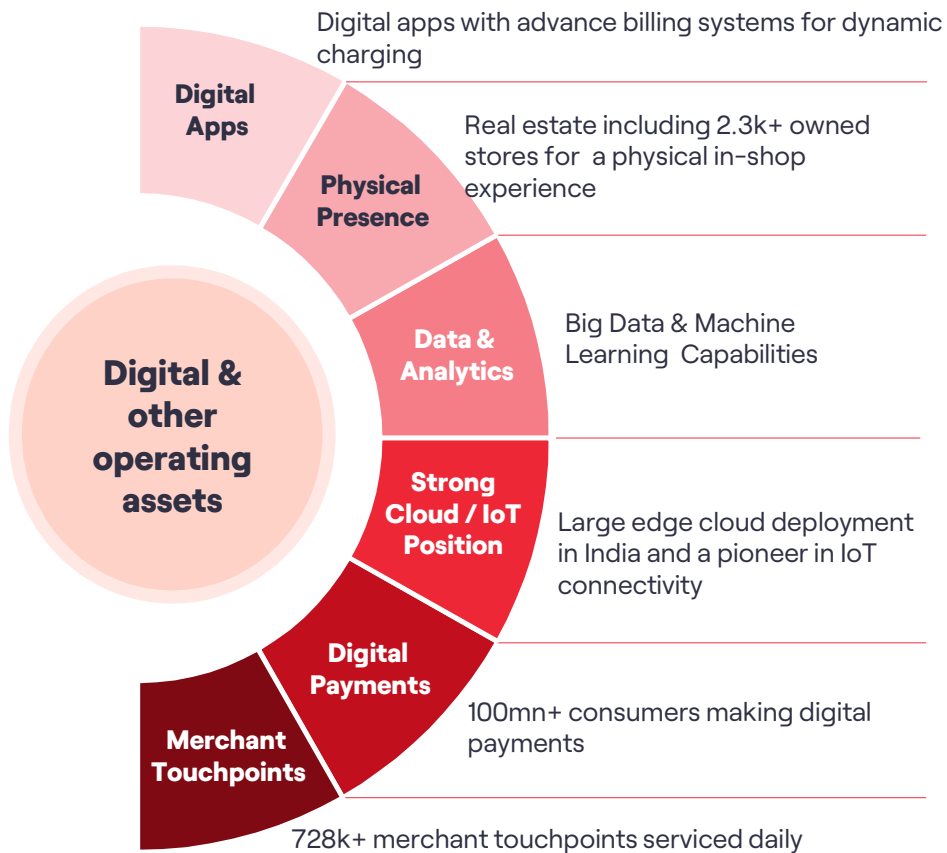 Digital apps with advance billing systems for dynamic
charging
Digital
Apps
Real estate including 2.3k+ owned
stores for a physical in-shop
experience
Physical
Presence
Data &
Analytics
Big Data & Machine
Learning Capabilities
Digital &
other
operating
assets
Strong
Cloud / IoT
Position
Large edge cloud deployment
in India and a pioneer in IoT
connectivity
Digital
Payments
100mn+ consumers making digital
payments
Merchant
Touchpoints
728k+ merchant touchpoints serviced daily